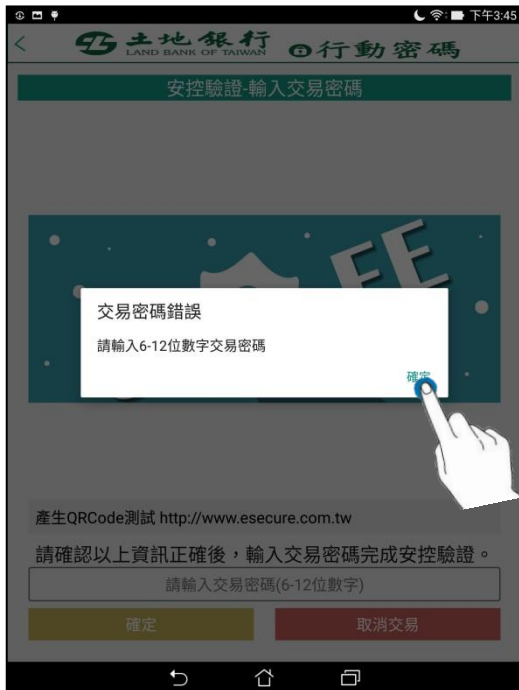 下午3:45
土地銀行
LAND BANK OF TAIWAN
行動密碼
安控驗證-輸入交易密碼
FEE
交易密碼錯誤
請輸入6-12位數字交易密碼
確定
產生QRCode測試 http://www.esecure.com.tw
請確認以上資訊正確後，輸入交易密碼完成安控驗證。
請輸入交易密碼(6-12位數字)
確定
取消交易